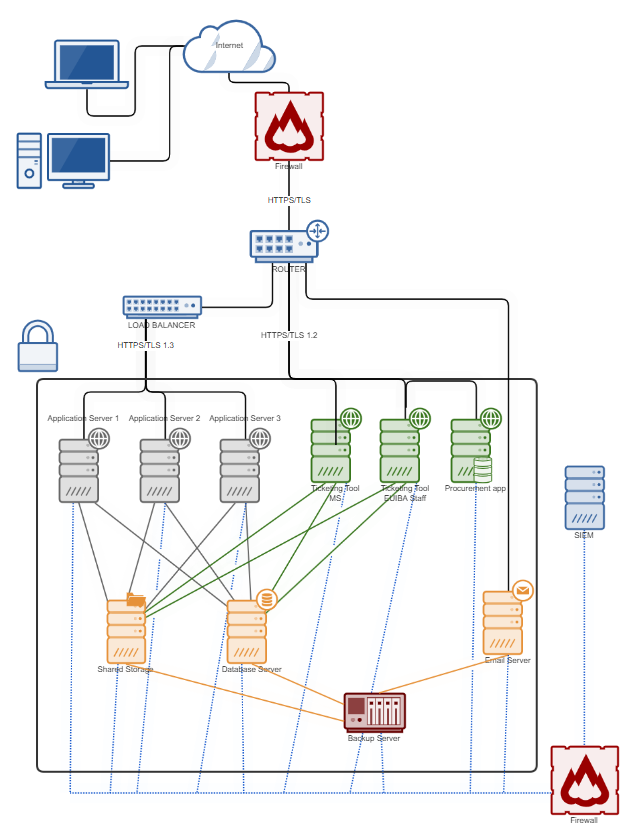 Internet
Firewall
HTTPS/TLS
ROUTER
LOAD BALANCER
HTTPS/TLS 1.2
HTTPS/TLS 1.3
Application Server 1
Application Server 2
Application Server 3
Ticketing Tool
MS
Ticketing Tool
EUIBA Staff
Procurement app
SIEM
Shared Storage
Database Server
Email Server
Backup Server
Firewall